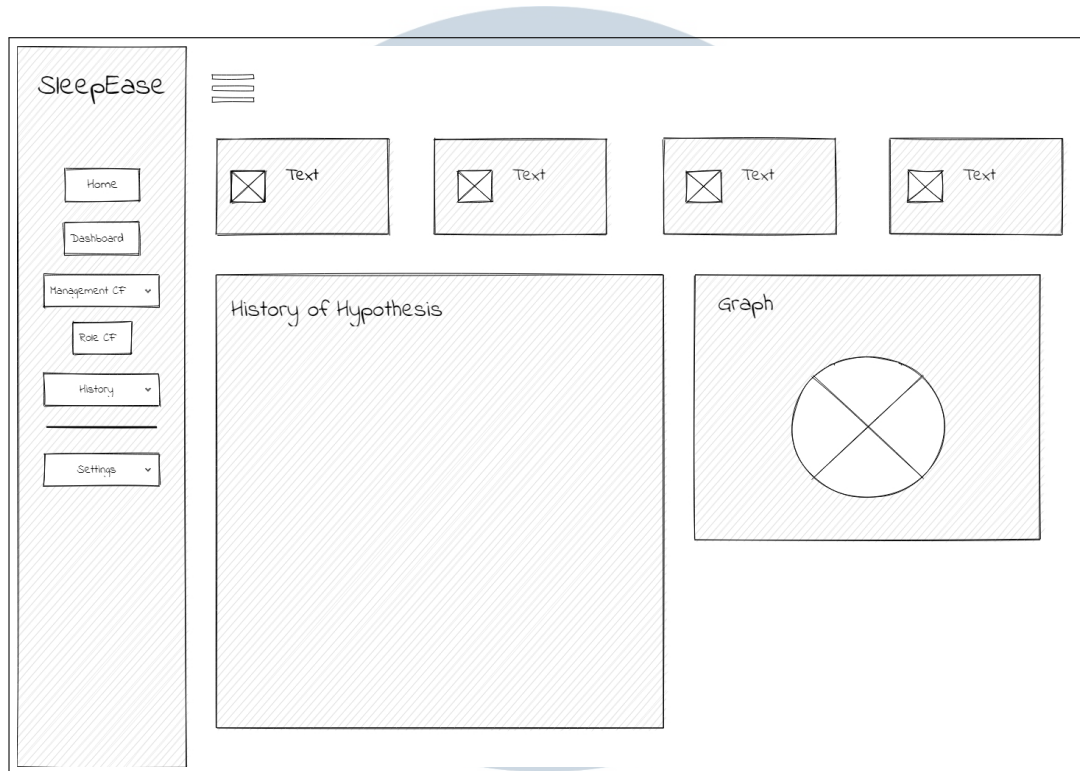 SleepEase
Home
Dashboard
Management CF
Role CF
History
Settings
Text
Text
Text
Text
History of Hypothesis
Graph